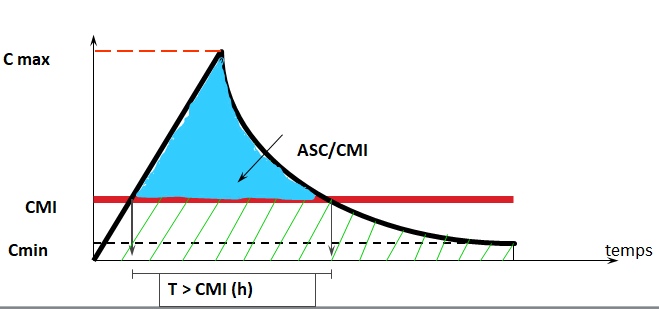 C max
ASC/CMI
CMI
Cmin
temps
T > CMI (h)